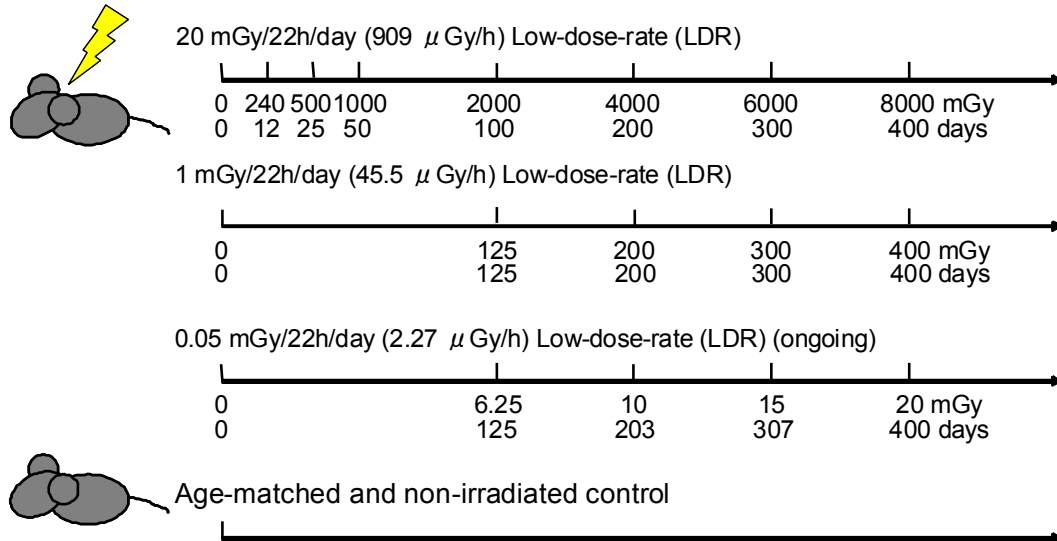 20 mGy/22h/day (909 μ Gy/h) Low-dose-rate (LDR)
0 240 500 1000 2000 4000 6000 8000 mGy
0 12 25 50 100 200 300 400 days
1 mGy/22h/day (45.5 μ Gy/h) Low-dose-rate (LDR)
0 125 200 300 400 mGy
0 125 200 300 400 days
0.05 mGy/22h/day (2.27 μ Gy/h) Low-dose-rate (LDR) (ongoing)
0 6.25 10 15 20 mGy
0 125 203 307 400 days
Age-matched and non-irradiated control